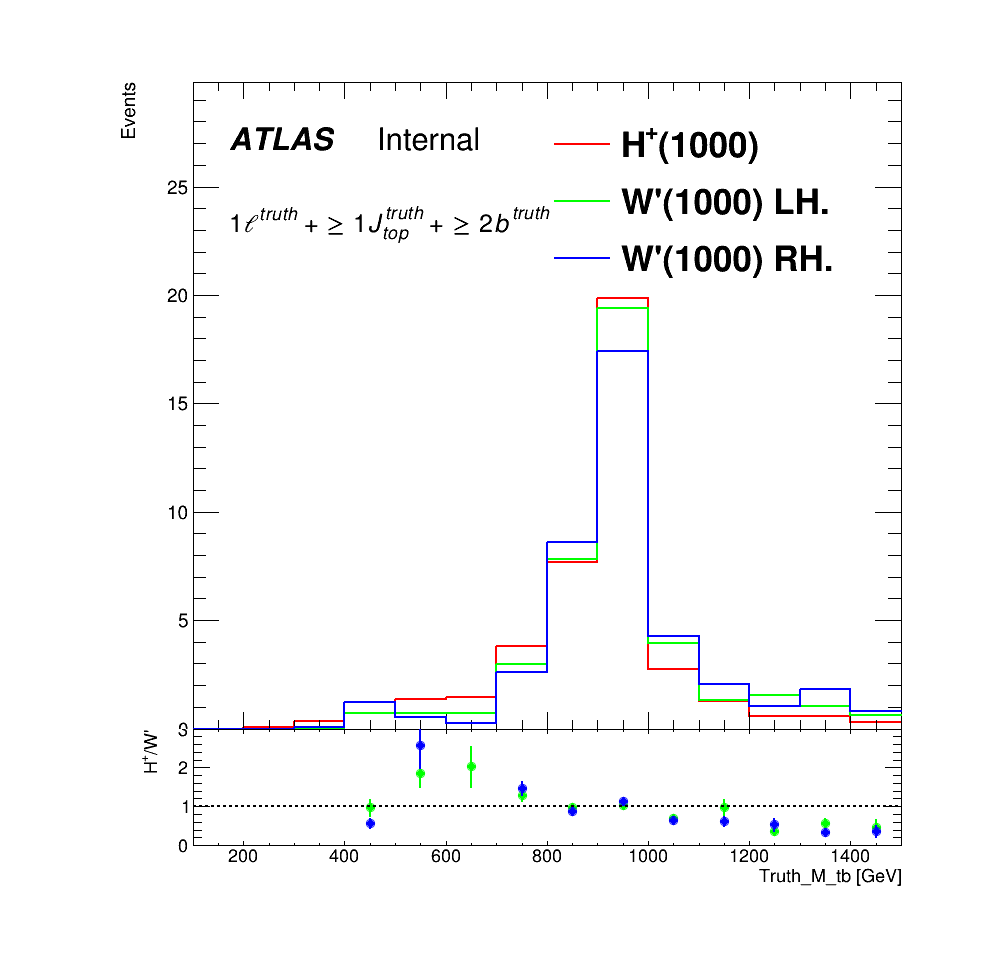 Events
ATLAS Internal
H⁺(1000)
W'(1000) LH.
W'(1000) RH.
1ℓ^truth + ≥ 1J_top^truth + ≥ 2b^truth
25
20
15
10
5
3
2
1
0
H⁺/W'
200 400 600 800 1000 1200 1400
Truth_M_tb [GeV]